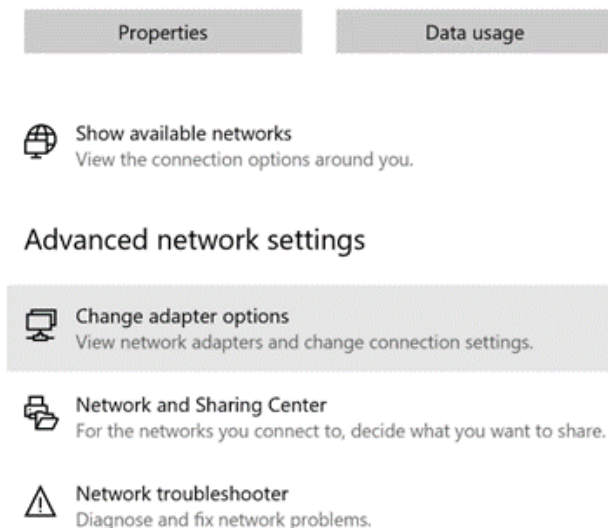 Properties
Data usage
Show available networks
View the connection options around you.
Advanced network settings
Change adapter options
View network adapters and change connection settings.
Network and Sharing Center
For the networks you connect to, decide what you want to share.
Network troubleshooter
Diagnose and fix network problems.